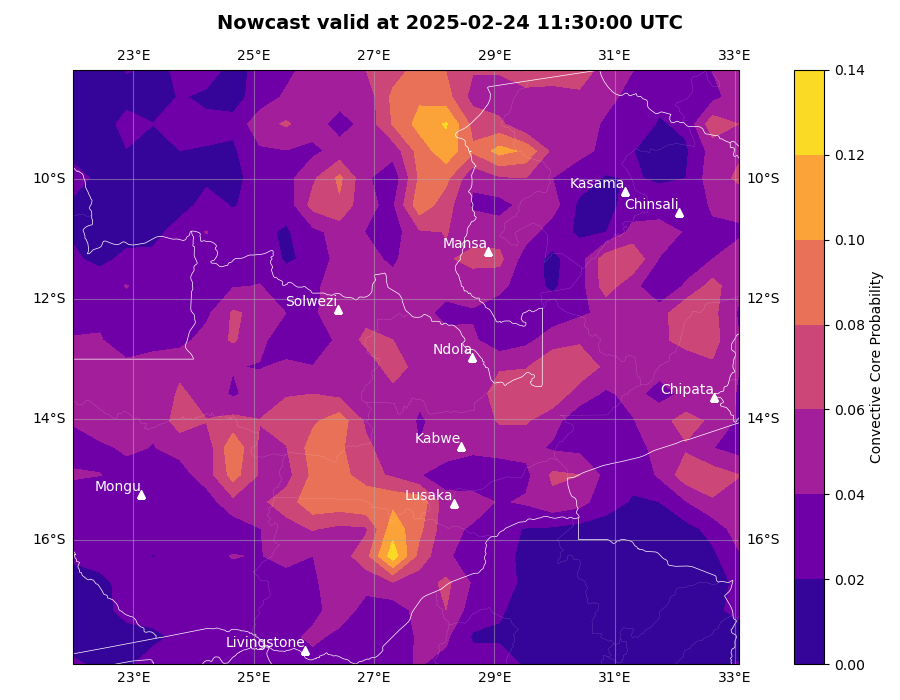 Nowcast valid at 2025-02-24 11:30:00 UTC
23°E 25°E 27°E 29°E 31°E 33°E
0.14
0.12
10°S Kasama 10°S
Chinsali
0.10
Mansa
12°S Solwezi 12°S
0.08
Ndola
Convective Core Probability
Chipata
0.06
14°S 14°S
Kabwe
Mongu Lusaka
0.04
16°S 16°S
0.02
Livingstone
0.00
23°E 25°E 27°E 29°E 31°E 33°E